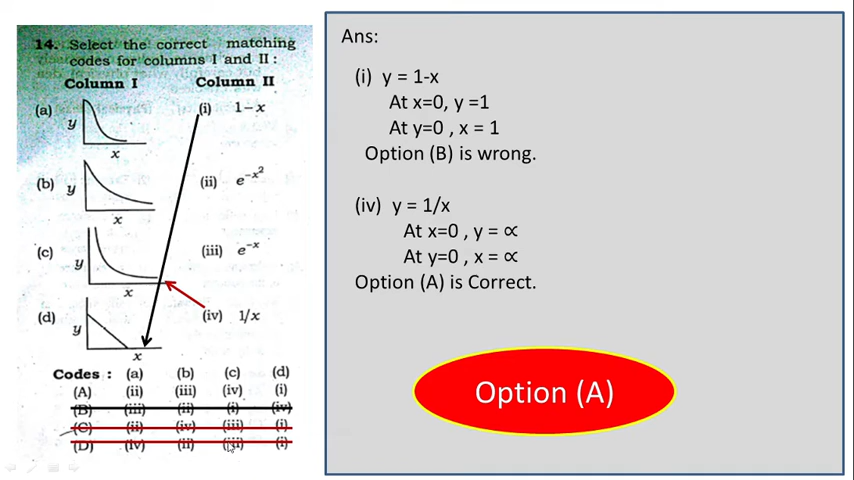 14. Select the correct matching
codes for columns I and II :
Column I Column II
(a) y x (i) 1−x
(b) y x (ii) e^-x²
(c) y x (iii) e^-x
(d) y x (iv) 1/x
Codes : (a) (b) (c) (d)
(A) (ii) (iii) (iv) (i)
(B) (iii) (ii) (i) (iv)
(C) (ii) (iv) (iii) (i)
(D) (iv) (ii) (iii) (i)
Ans:
(i) y = 1-x
At x=0, y =1
At y=0 , x = 1
Option (B) is wrong.
(iv) y = 1/x
At x=0 , y = ∝
At y=0 , x = ∝
Option (A) is Correct.
Option (A)